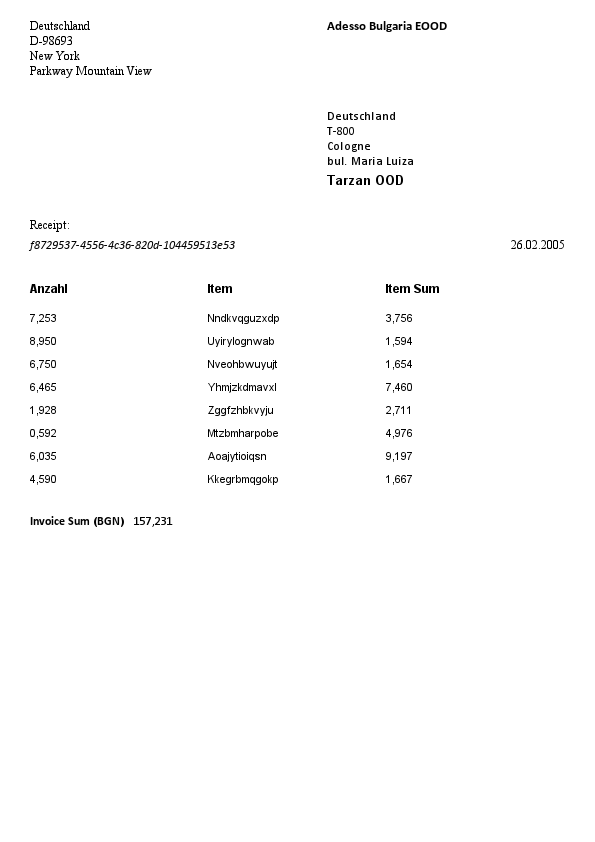 Deutschland
D-98693
New York
Parkway Mountain View
Adesso Bulgaria EOOD
Deutschland
T-800
Cologne
bul. Maria Luiza
Tarzan OOD
Receipt:
f8729537-4556-4c36-820d-104459513e53 26.02.2005
Anzahl Item Item Sum
7,253 Nndkvqguzxdp 3,756
8,950 Uyirylognwab 1,594
6,750 Nveohbwuyujt 1,654
6,465 Yhmjzkdmavxl 7,460
1,928 Zggfzhbkvyju 2,711
0,592 Mtzbmharpobe 4,976
6,035 Aoajytioiqsn 9,197
4,590 Kkegrbmqgokp 1,667
Invoice Sum (BGN) 157,231